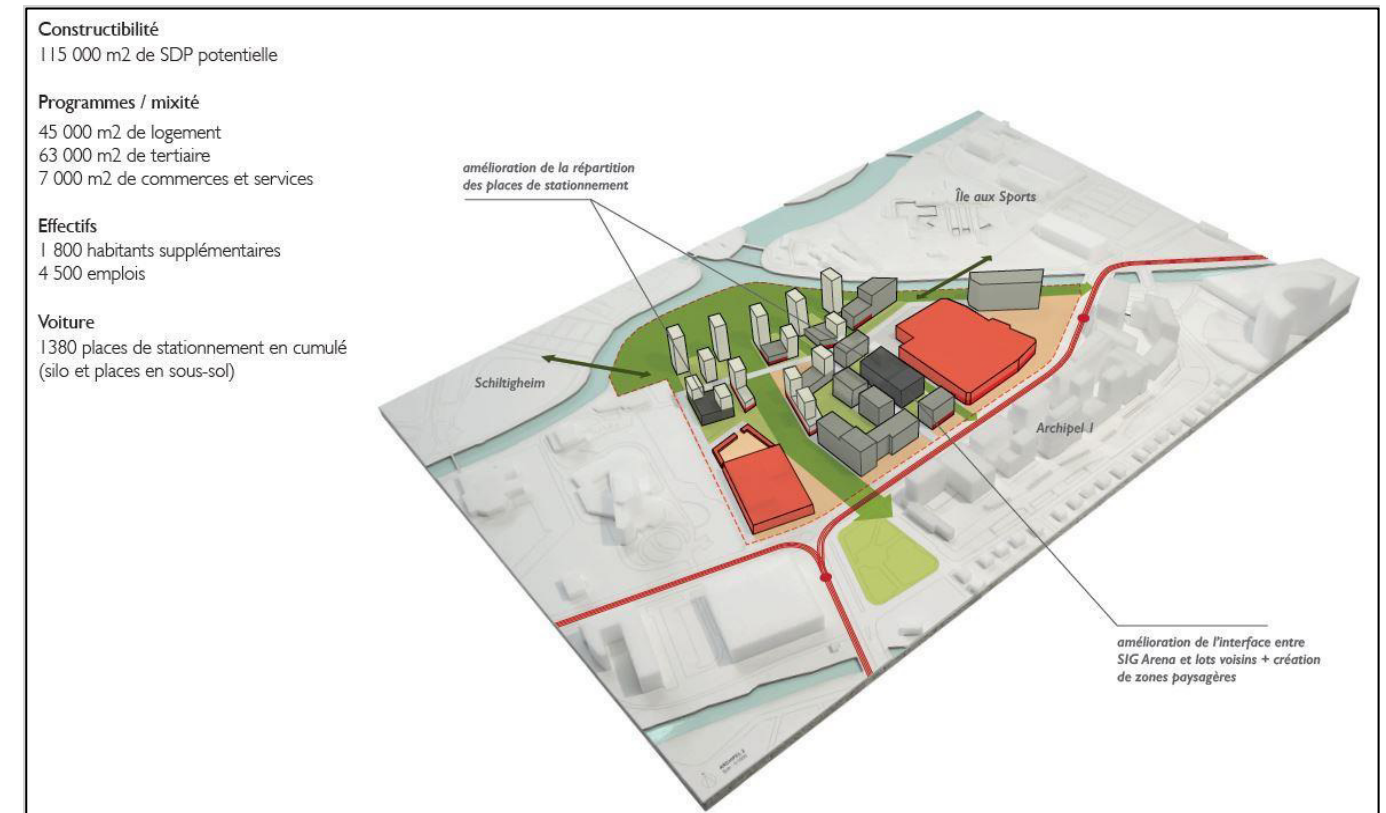 Constructibilité
115 000 m2 de SDP potentielle
Programmes / mixité
45 000 m2 de logement
63 000 m2 de tertiaire
7 000 m2 de commerces et services
Effectifs
1 800 habitants supplémentaires
4 500 emplois
Voiture
1380 places de stationnement en cumulé
(silo et places en sous-sol)
amélioration de la répartition
des places de stationnement
Île aux Sports
Schiltigheim
Archipel 1
amélioration de l'interface entre
SIG Arena et lots voisins + création
de zones paysagères
ARCHIPEL 2